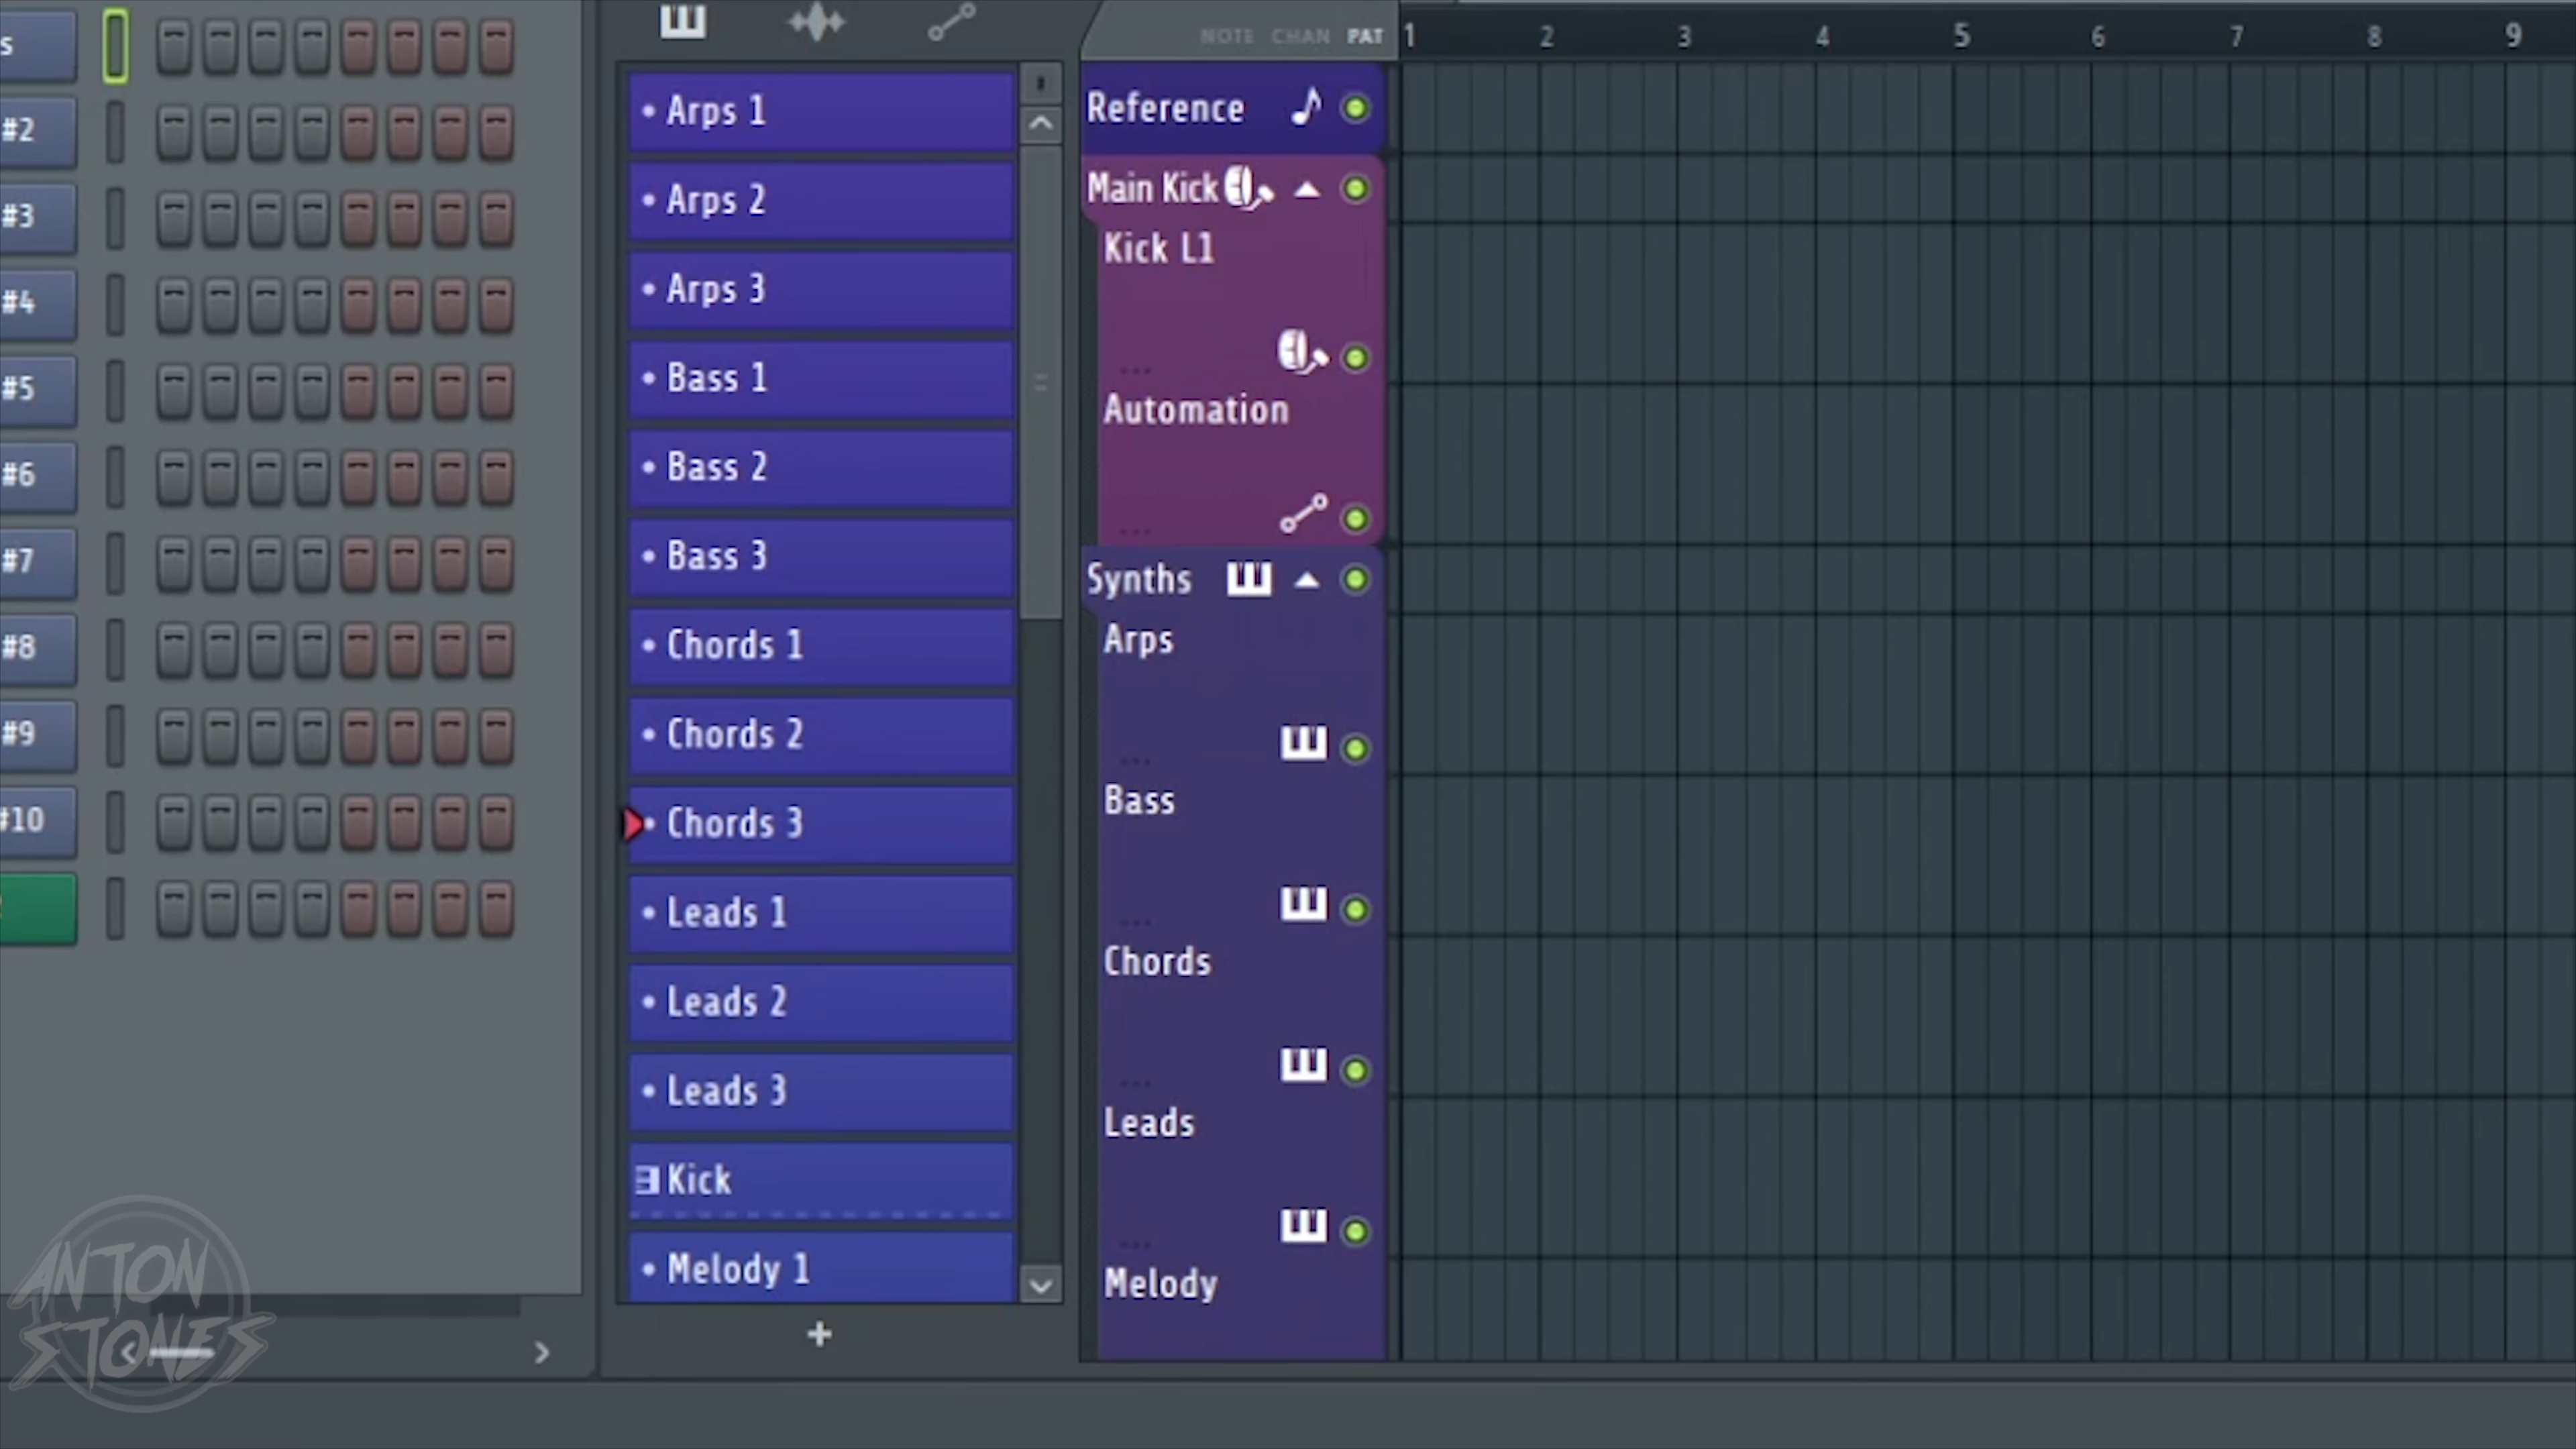 s
#2
#3
#4
#5
#6
#7
#8
#9
#10
Arps 1
Arps 2
Arps 3
Bass 1
Bass 2
Bass 3
Chords 1
Chords 2
Chords 3
Leads 1
Leads 2
Leads 3
Kick
Melody 1
+
NOTE CHAN PAT
1 2 3 4 5 6 7 8 9
Reference
Main Kick
Kick L1
...
Automation
...
Synths
Arps
...
Bass
...
Chords
...
Leads
...
Melody
ANTON
STONES